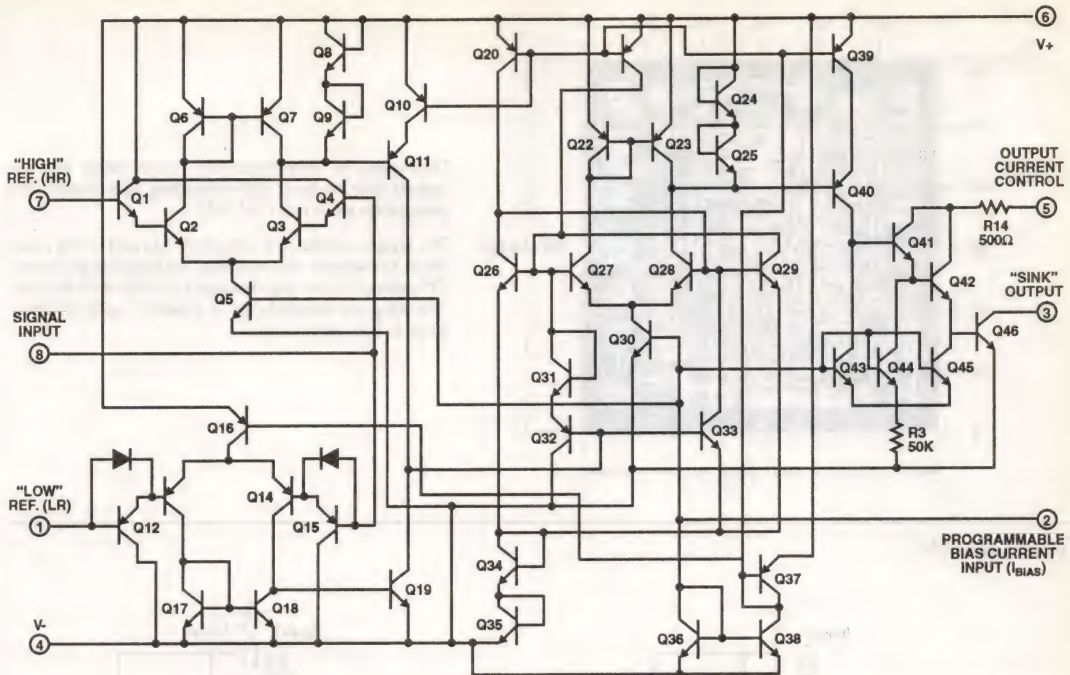 6
V+
Q8
Q20
Q39
Q10
Q24
Q6
Q7
Q9
Q22
Q23
Q25
Q11
"HIGH"
REF. (HR)
7
Q1
Q2
Q3
Q4
Q40
OUTPUT
CURRENT
CONTROL
5
R14
500Ω
Q41
Q26
Q27
Q28
Q29
Q42
"SINK"
OUTPUT
3
Q5
Q30
Q46
SIGNAL
INPUT
8
Q31
Q43
Q44
Q45
Q16
Q32
Q33
R3
50K
"LOW"
REF. (LR)
1
Q12
Q14
Q15
2
PROGRAMMABLE
BIAS CURRENT
INPUT (IBIAS)
Q34
Q37
Q17
Q18
Q19
V-
4
Q35
Q36
Q38